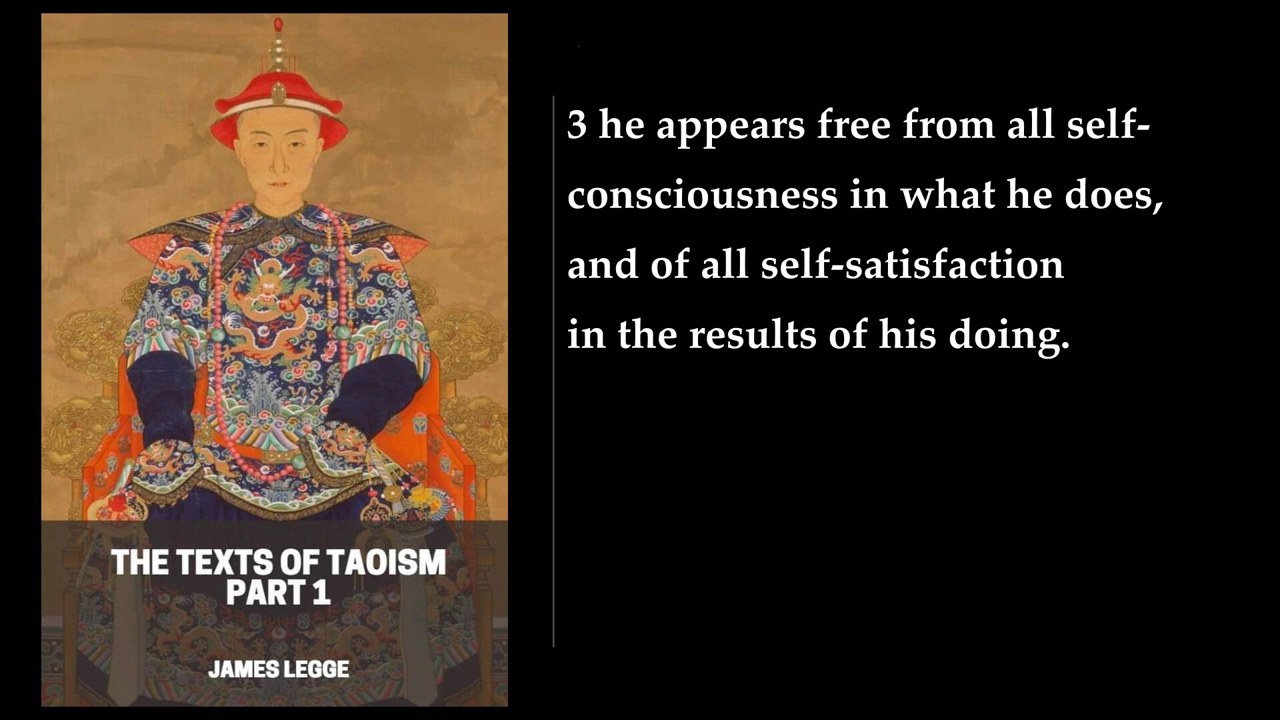 3 he appears free from all self-
consciousness in what he does,
and of all self-satisfaction
in the results of his doing.
THE TEXTS OF TAOISM
PART 1
JAMES LEGGE